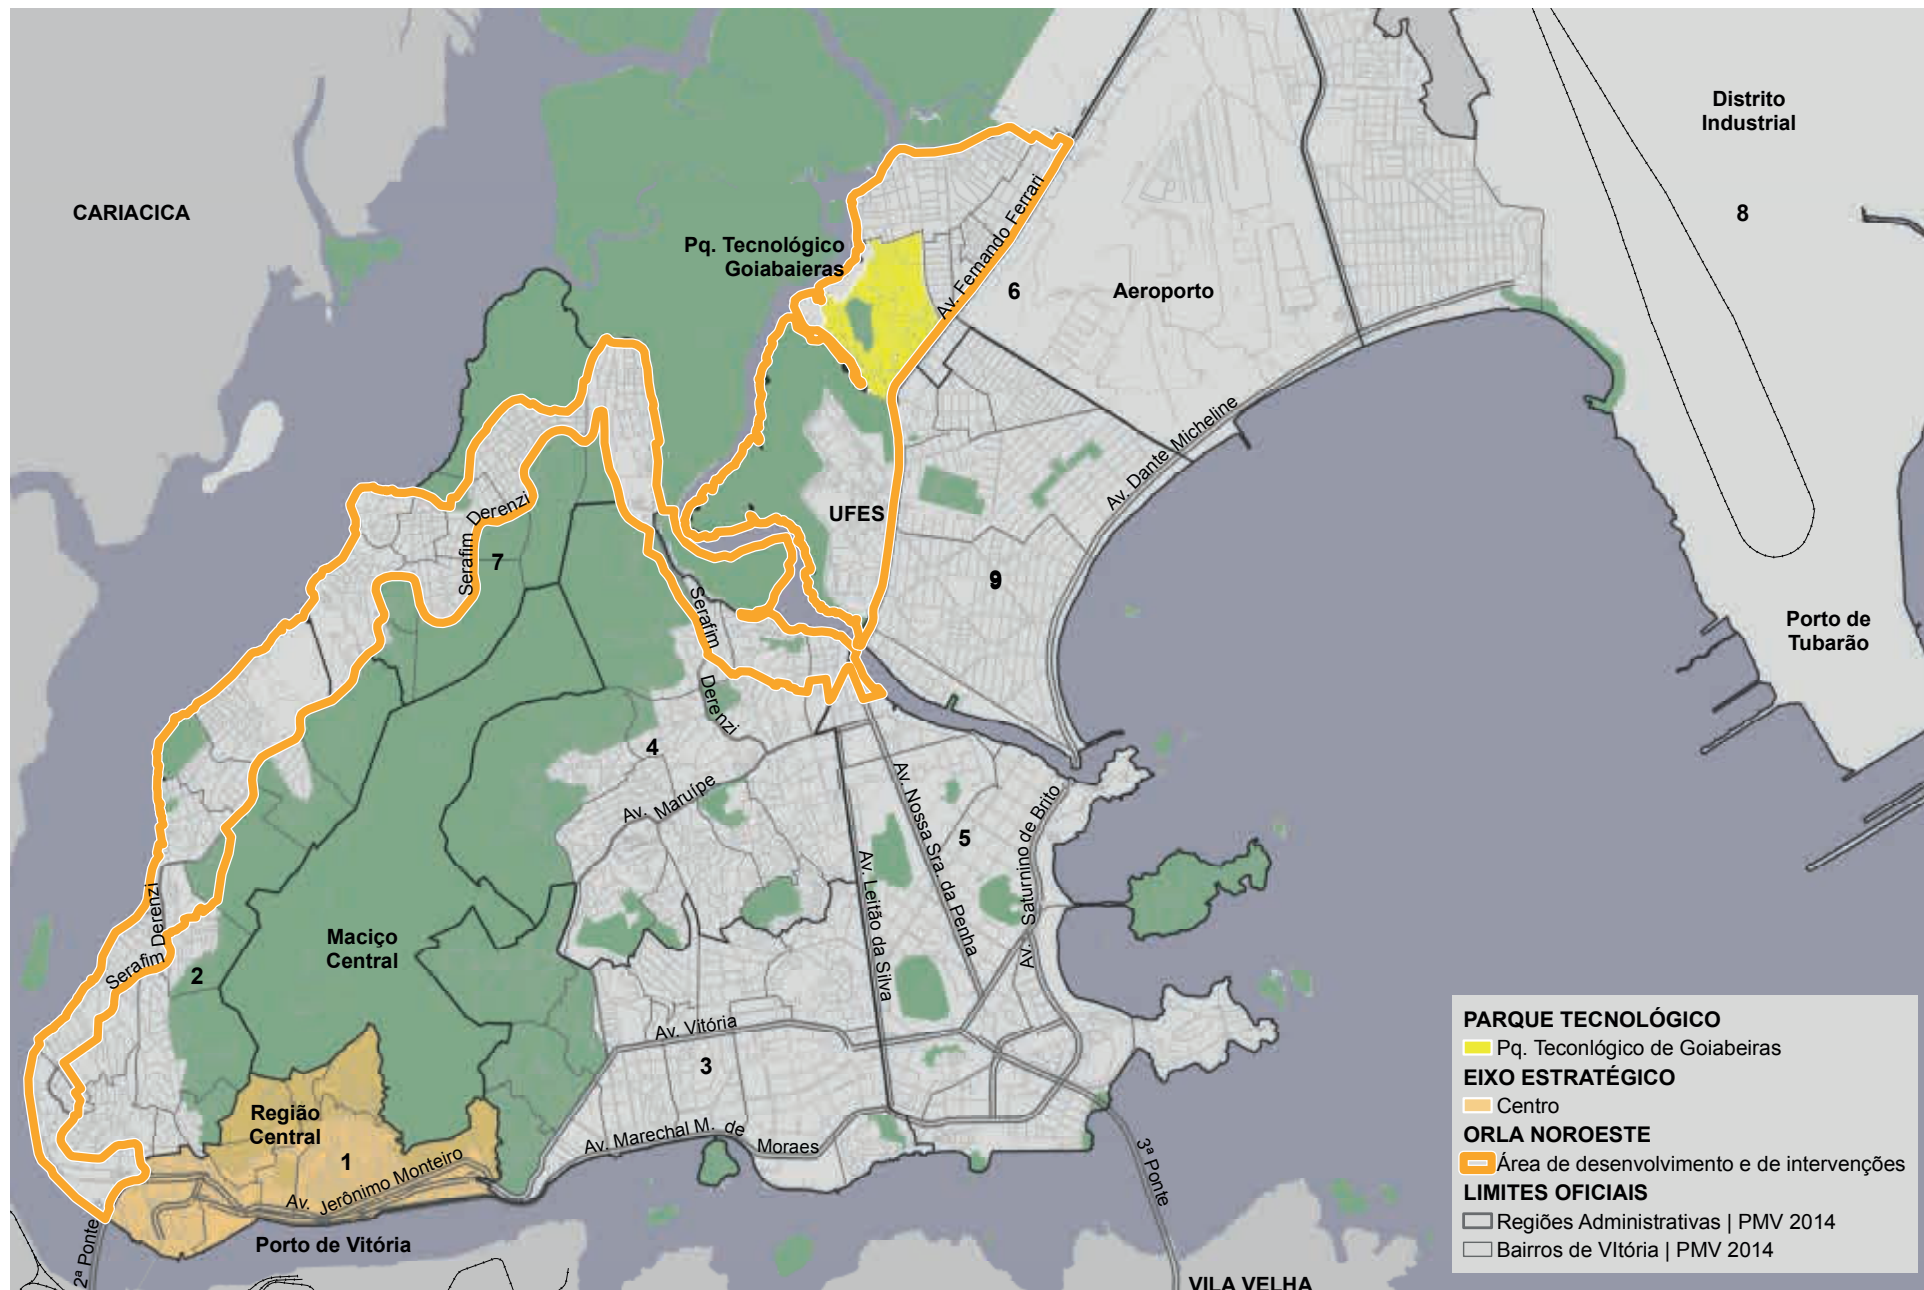 Distrito
Industrial
CARIACICA
8
Pq. Tecnológico
Goiabaieras
Av. Fernando Ferrari
6
Aeroporto
Av. Dante Micheline
UFES
Serafim
Derenzi
7
9
Serafim
Derenzi
Porto de
Tubarão
4
Av. Maruípe
Av. Nossa Sra. da Penha
5
Av. Saturnino de Brito
Av. Leitão da Silva
Serafim Derenzi
Maciço
Central
2
Av. Vitória
3
Região
Central
1
Av. Jerônimo Monteiro
Av. Marechal M. de Moraes
3ª Ponte
2ª Ponte
Porto de Vitória
VILA VELHA
PARQUE TECNOLÓGICO
Pq. Teconlógico de Goiabeiras
EIXO ESTRATÉGICO
Centro
ORLA NOROESTE
Área de desenvolvimento e de intervenções
LIMITES OFICIAIS
Regiões Administrativas | PMV 2014
Bairros de VItória | PMV 2014